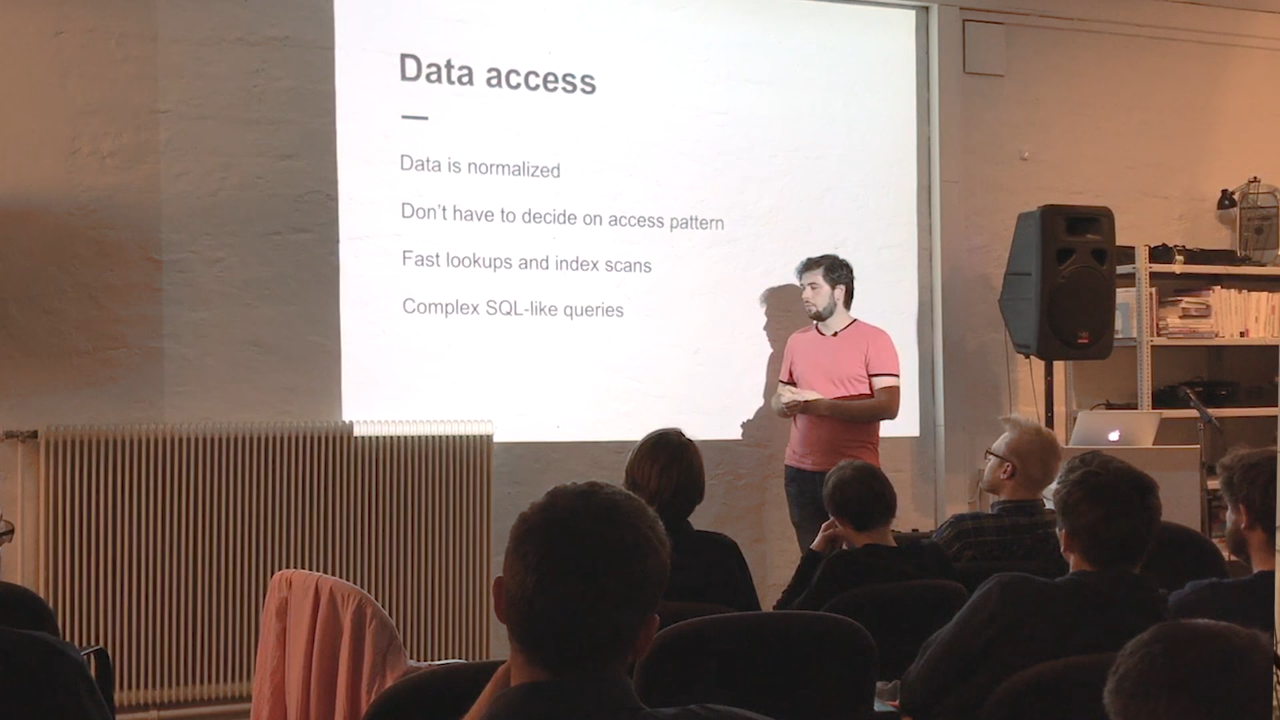 Data access
Data is normalized
Don't have to decide on access pattern
Fast lookups and index scans
Complex SQL-like queries